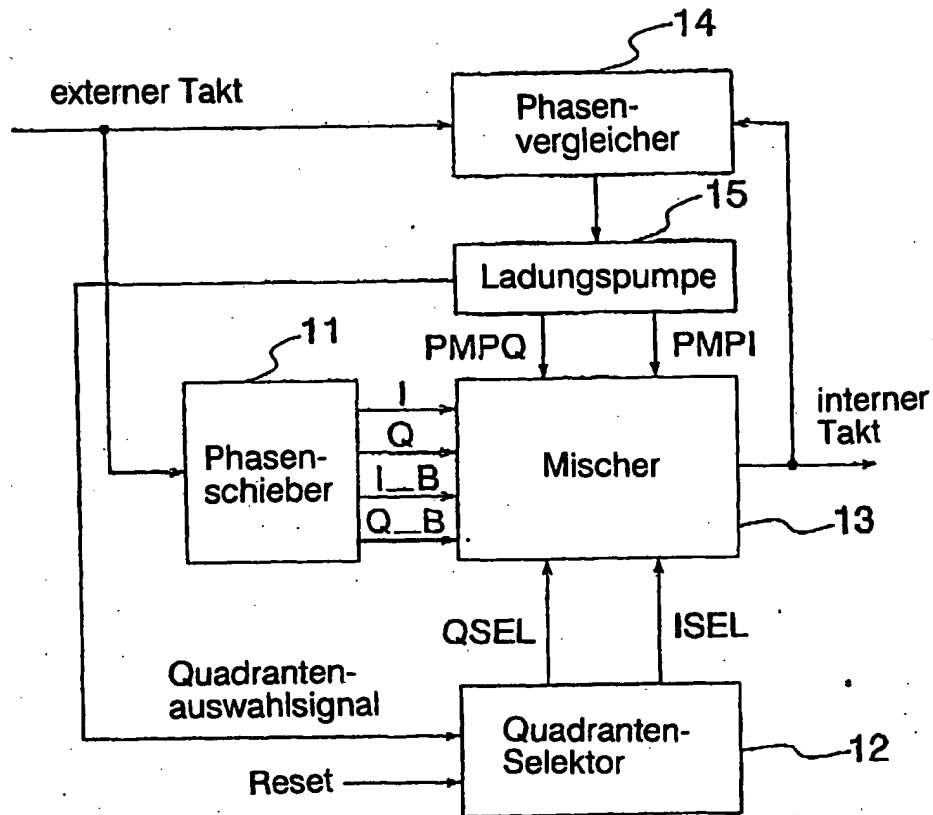 14
externer Takt
Phasen-
vergleicher
15
Ladungspumpe
11
PMPQ
PMPI
I
Q
I_B
Q_B
Phasen-
schieber
Mischer
interner
Takt
13
QSEL
ISEL
Quadranten-
auswahlsignal
Quadranten-
Selektor
12
Reset